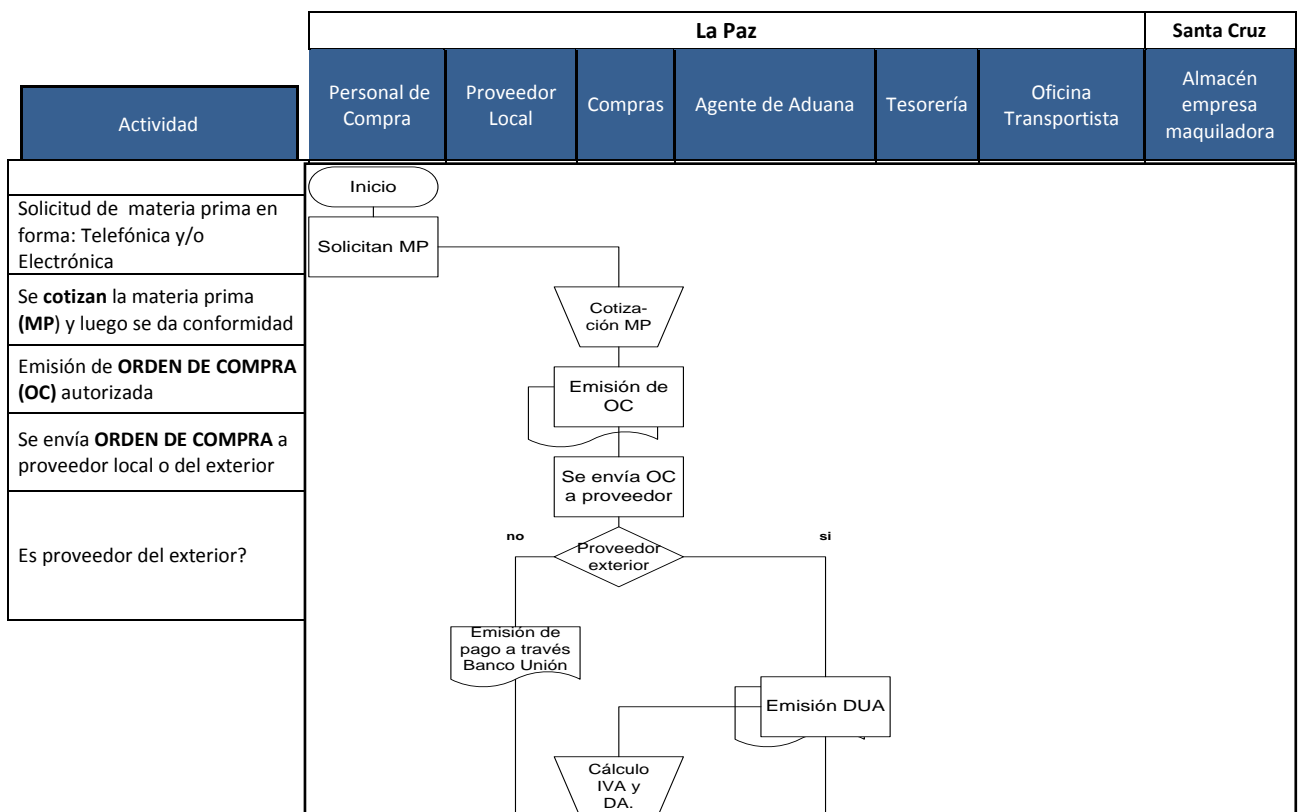 La Paz
Santa Cruz
Actividad
Personal de
Compra
Proveedor
Local
Compras
Agente de Aduana
Tesorería
Oficina
Transportista
Almacén
empresa
maquiladora
Inicio
Solicitud de  materia prima en
forma: Telefónica y/o
Electrónica
Solicitan MP
Se cotizan la materia prima
(MP) y luego se da conformidad
Cotiza-
ción MP
Emisión de ORDEN DE COMPRA
(OC) autorizada
Emisión de
OC
Se envía ORDEN DE COMPRA a
proveedor local o del exterior
Se envía OC
a proveedor
Es proveedor del exterior?
no
Proveedor
exterior
si
Emisión de
pago a través
Banco Unión
Emisión DUA
Cálculo
IVA y
DA.